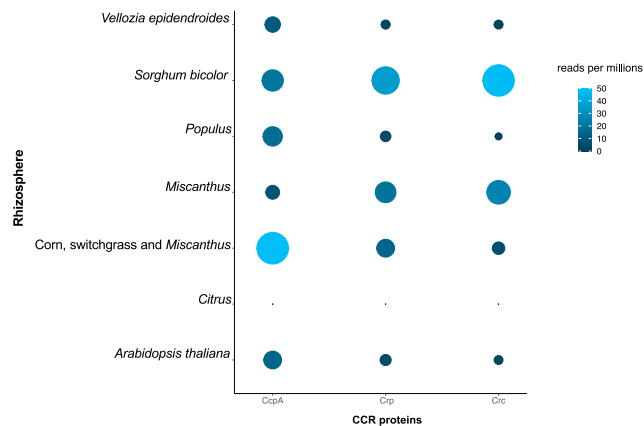 Vellozia epidendroides
Sorghum bicolor
Populus
Miscanthus
Corn, switchgrass and Miscanthus
Citrus
Arabidopsis thaliana
Rhizosphere
CcpA Crp Crc
CCR proteins
reads per millions
50
40
30
20
10
0